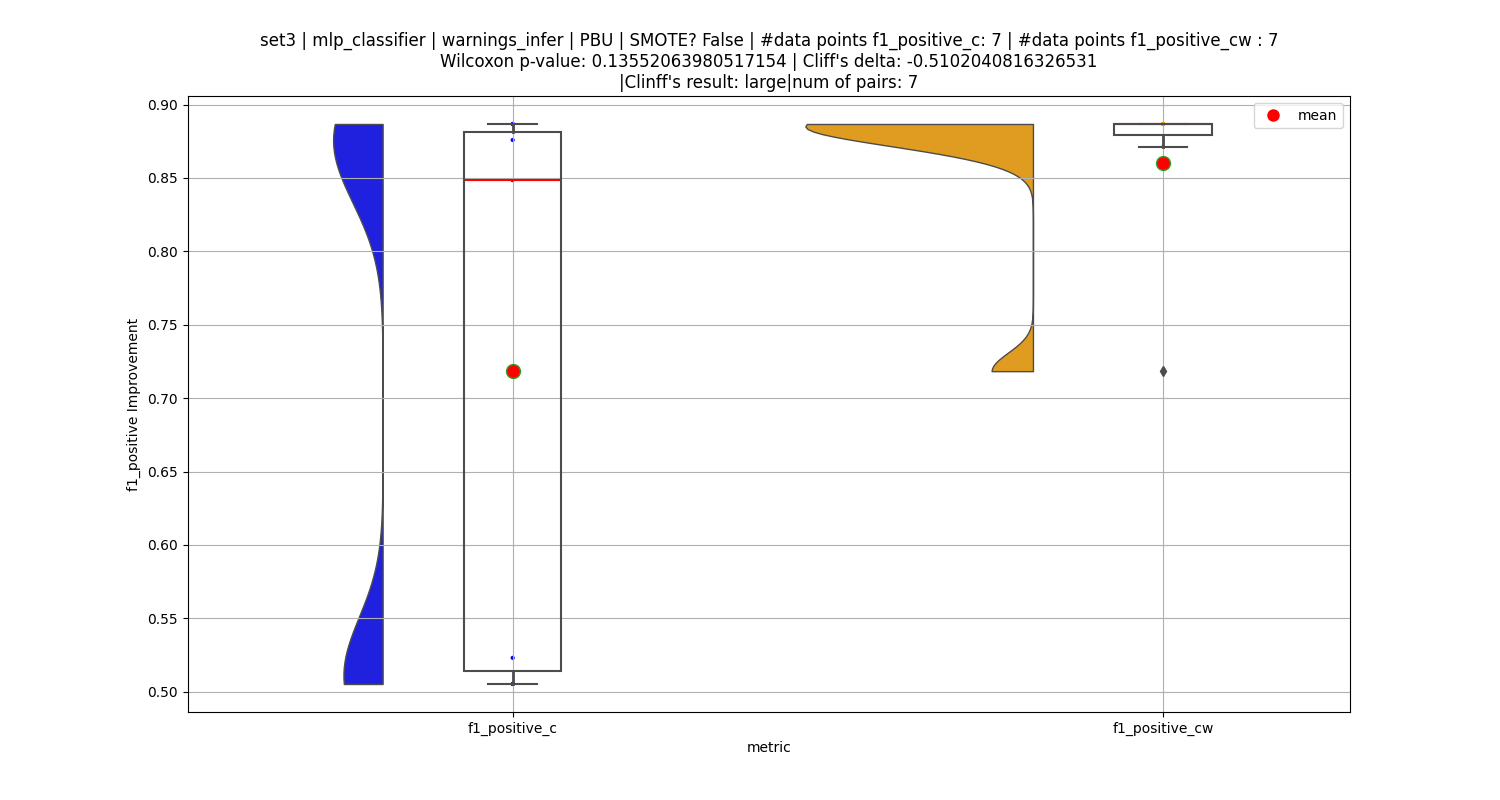 set3 | mlp_classifier | warnings_infer | PBU | SMOTE? False | #data points f1_positive_c: 7 | #data points f1_positive_cw : 7
Wilcoxon p-value: 0.13552063980517154 | Cliff's delta: -0.5102040816326531
|Clinff's result: large|num of pairs: 7
mean
0.90
0.85
0.80
0.75
0.70
0.65
0.60
0.55
0.50
f1_positive Improvement
f1_positive_c
f1_positive_cw
metric